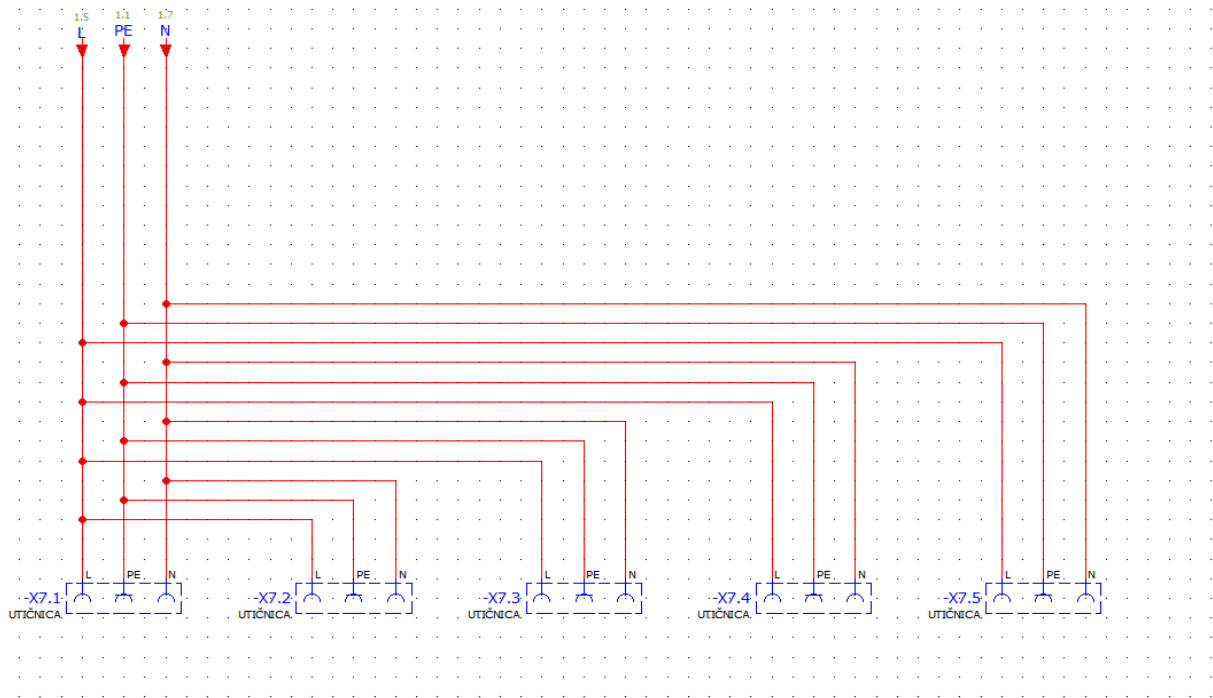 1.5 1.1 1.7
L PE N
L PE N L PE N L PE N L PE N L PE N
-X7.1 -X7.2 -X7.3 -X7.4 -X7.5
UTIČNICA UTIČNICA UTIČNICA UTIČNICA UTIČNICA